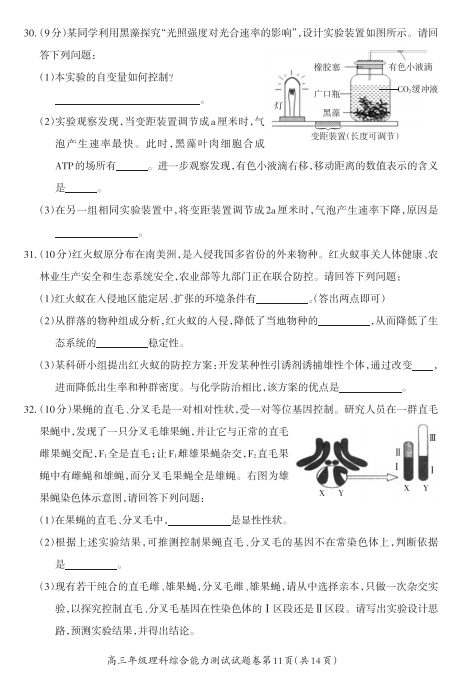 30. (9分)某同学利用黑藻探究“光照强度对光合速率的影响”,设计实验装置如图所示。请回
答下列问题:
(1)本实验的自变量如何控制?
。
(2)实验观察发现,当变距装置调节成a厘米时,气
泡产生速率最快。此时,黑藻叶肉细胞合成
ATP的场所有 。进一步观察发现,有色小液滴右移,移动距离的数值表示的含义
是 。
(3)在另一组相同实验装置中,将变距装置调节成2a厘米时,气泡产生速率下降,原因是
。
橡胶塞
有色小液滴
广口瓶
CO₂缓冲液
灯
黑藻
变距装置(长度可调节)
31. (10分)红火蚁原分布在南美洲,是入侵我国多省份的外来物种。红火蚁事关人体健康、农
林业生产安全和生态系统安全,农业部等九部门正在联合防控。请回答下列问题:
(1)红火蚁在入侵地区能定居、扩张的环境条件有 。(答出两点即可)
(2)从群落的物种组成分析,红火蚁的入侵,降低了当地物种的 ,从而降低了生
态系统的 稳定性。
(3)某科研小组提出红火蚁的防控方案:开发某种性引诱剂诱捕雄性个体,通过改变 ,
进而降低出生率和种群密度。与化学防治相比,该方案的优点是 。
32. (10分)果蝇的直毛、分叉毛是一对相对性状,受一对等位基因控制。研究人员在一群直毛
果蝇中,发现了一只分叉毛雄果蝇,并让它与正常的直毛
雌果蝇交配,F₁全是直毛;让F₁雌雄果蝇杂交,F₂直毛果
蝇中有雌蝇和雄蝇,而分叉毛果蝇全是雄蝇。右图为雄
果蝇染色体示意图,请回答下列问题:
X Y
Ⅱ
Ⅰ
Ⅲ
Ⅰ
X Y
(1)在果蝇的直毛、分叉毛中, 是显性性状。
(2)根据上述实验结果,可推测控制果蝇直毛、分叉毛的基因不在常染色体上,判断依据
是 。
(3)现有若干纯合的直毛雌、雄果蝇,分叉毛雌、雄果蝇,请从中选择亲本,只做一次杂交实
验,以探究控制直毛、分叉毛基因在性染色体的Ⅰ区段还是Ⅱ区段。请写出实验设计思
路,预测实验结果,并得出结论。
高三年级理科综合能力测试试题卷第11页(共14页)